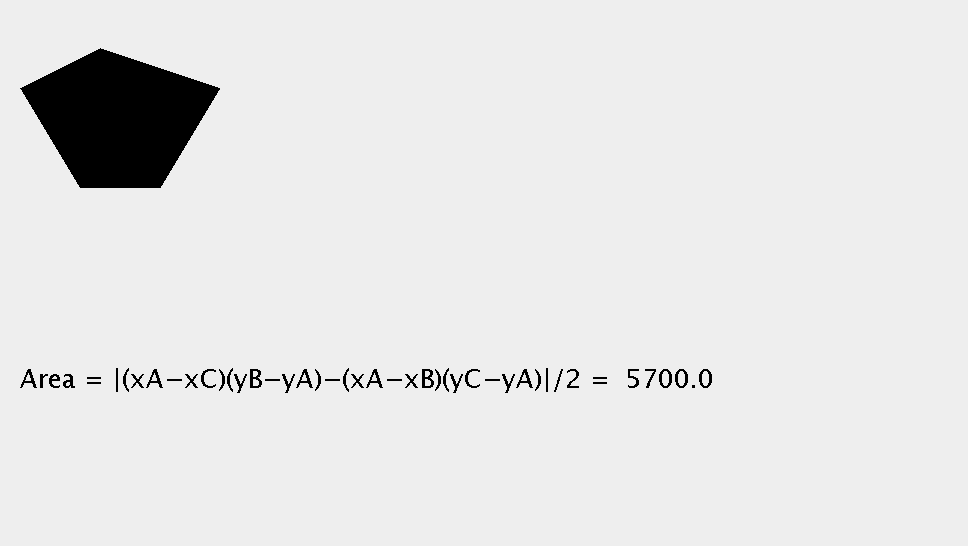 Area = |(xA−xC)(yB−yA)−(xA−xB)(yC−yA)|/2 = 5700.0